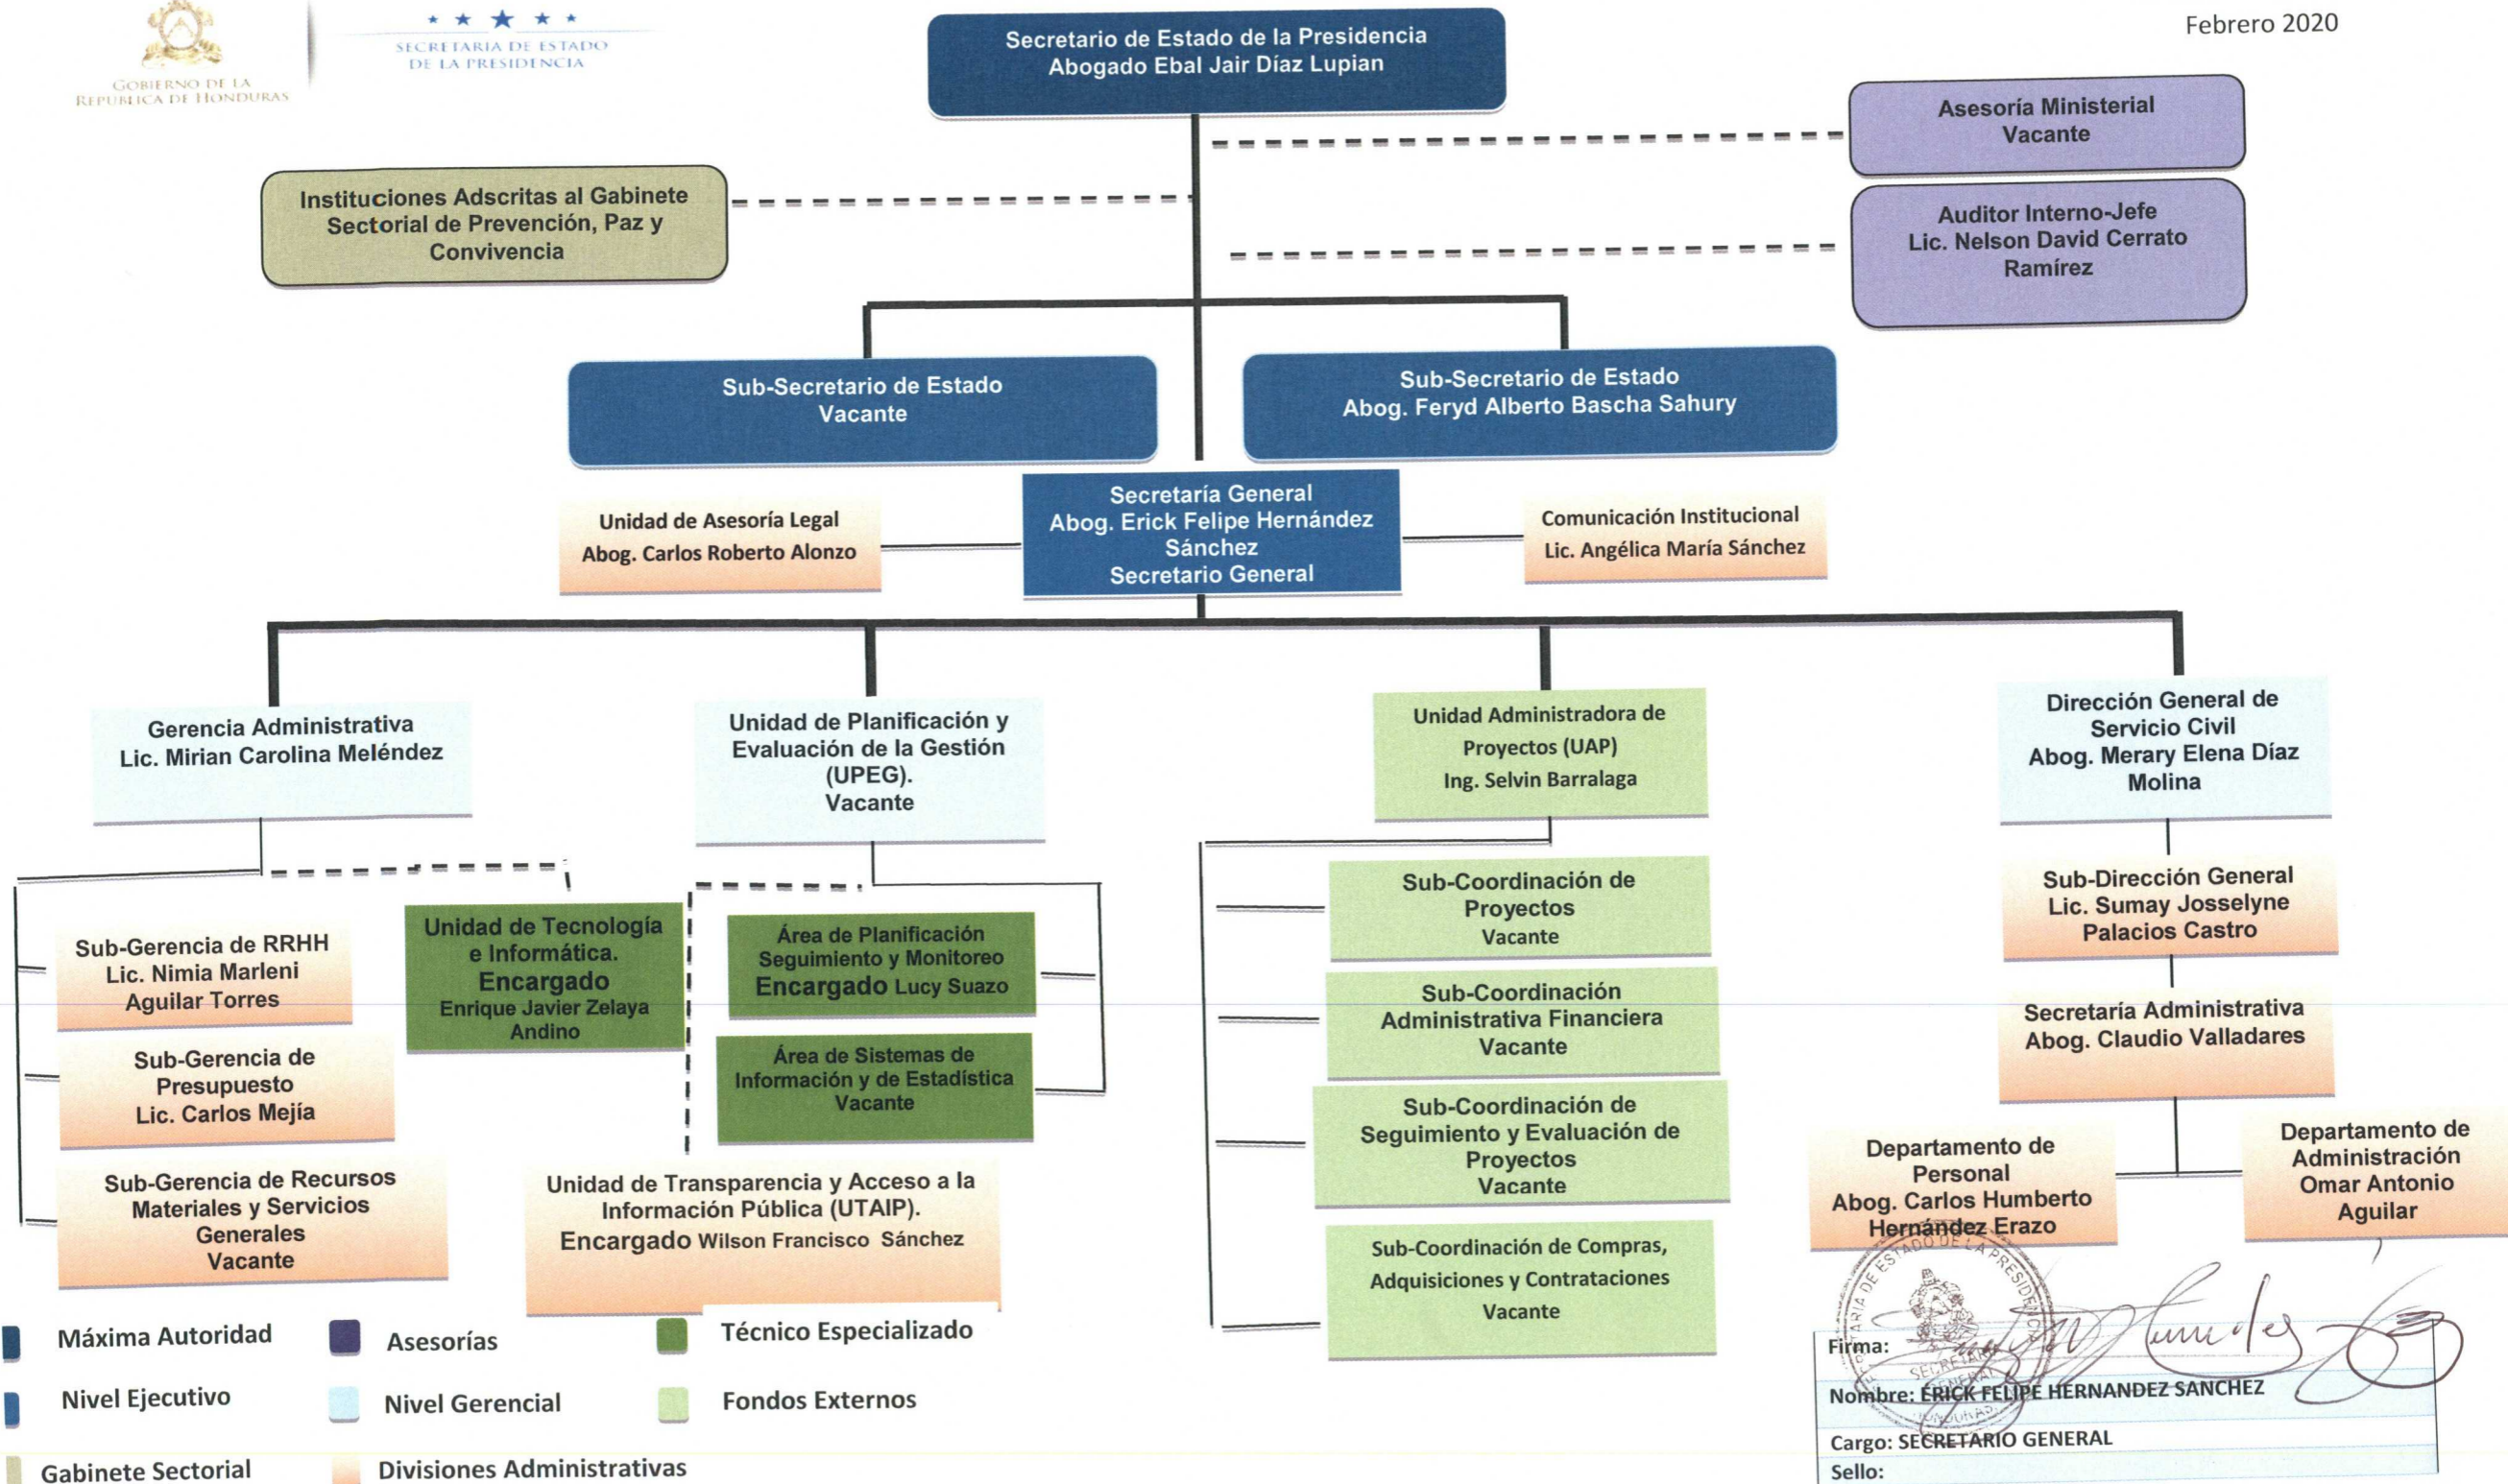 GOBIERNO DE LA
REPUBLICA DE HONDURAS
SECRETARIA DE ESTADO
DE LA PRESIDENCIA
Febrero 2020
Secretario de Estado de la Presidencia
Abogado Ebal Jair Díaz Lupian
Asesoría Ministerial
Vacante
Instituciones Adscritas al Gabinete
Sectorial de Prevención, Paz y
Convivencia
Auditor Interno-Jefe
Lic. Nelson David Cerrato
Ramírez
Sub-Secretario de Estado
Vacante
Sub-Secretario de Estado
Abog. Feryd Alberto Bascha Sahury
Unidad de Asesoría Legal
Abog. Carlos Roberto Alonzo
Secretaría General
Abog. Erick Felipe Hernández
Sánchez
Secretario General
Comunicación Institucional
Lic. Angélica María Sánchez
Gerencia Administrativa
Lic. Mirian Carolina Meléndez
Unidad de Planificación y
Evaluación de la Gestión
(UPEG).
Vacante
Unidad Administradora de
Proyectos (UAP)
Ing. Selvin Barralaga
Dirección General de
Servicio Civil
Abog. Merary Elena Díaz
Molina
Sub-Gerencia de RRHH
Lic. Nimia Marleni
Aguilar Torres
Sub-Gerencia de
Presupuesto
Lic. Carlos Mejía
Sub-Gerencia de Recursos
Materiales y Servicios
Generales
Vacante
Unidad de Tecnología
e Informática.
Encargado
Enrique Javier Zelaya
Andino
Área de Planificación
Seguimiento y Monitoreo
Encargado Lucy Suazo
Área de Sistemas de
Información y de Estadística
Vacante
Unidad de Transparencia y Acceso a la
Información Pública (UTAIP).
Encargado Wilson Francisco Sánchez
Sub-Coordinación de
Proyectos
Vacante
Sub-Coordinación
Administrativa Financiera
Vacante
Sub-Coordinación de
Seguimiento y Evaluación de
Proyectos
Vacante
Sub-Coordinación de Compras,
Adquisiciones y Contrataciones
Vacante
Sub-Dirección General
Lic. Sumay Josselyne
Palacios Castro
Secretaría Administrativa
Abog. Claudio Valladares
Departamento de
Personal
Abog. Carlos Humberto
Hernández Erazo
Departamento de
Administración
Omar Antonio
Aguilar
Máxima Autoridad
Asesorías
Técnico Especializado
Nivel Ejecutivo
Nivel Gerencial
Fondos Externos
Gabinete Sectorial
Divisiones Administrativas
DE ESTADO DE LA PRESIDENCIA
SECRETARIA
GENERAL
HONDURAS
Firma:
Nombre: ERICK FELIPE HERNANDEZ SANCHEZ
Cargo: SECRETARIO GENERAL
Sello: